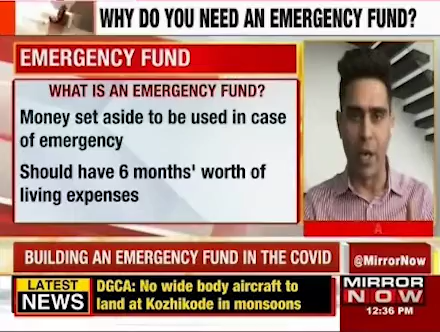 WHY DO YOU NEED AN EMERGENCY FUND?
EMERGENCY FUND
WHAT IS AN EMERGENCY FUND?
Money set aside to be used in case
of emergency
Should have 6 months' worth of
living expenses
A
BUILDING AN EMERGENCY FUND IN THE COVID
@MirrorNow
LATEST
NEWS
DGCA: No wide body aircraft to
land at Kozhikode in monsoons
MIRROR
NOW
12:36 PM